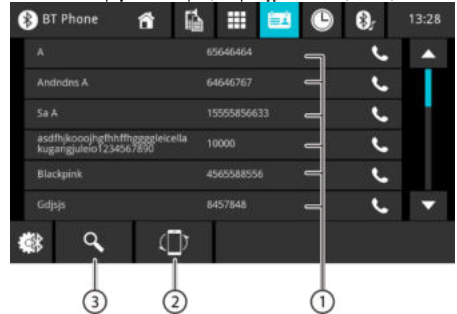 BT Phone 13:28
A 65646464
Andndns A 64646767
Sa A 15555856633
asdfhjkooojhgfhhffhggggleicella
kugangjuleio1234567890 10000
Blackpink 4565588556
Gdjsjs 8457848
3 2 1